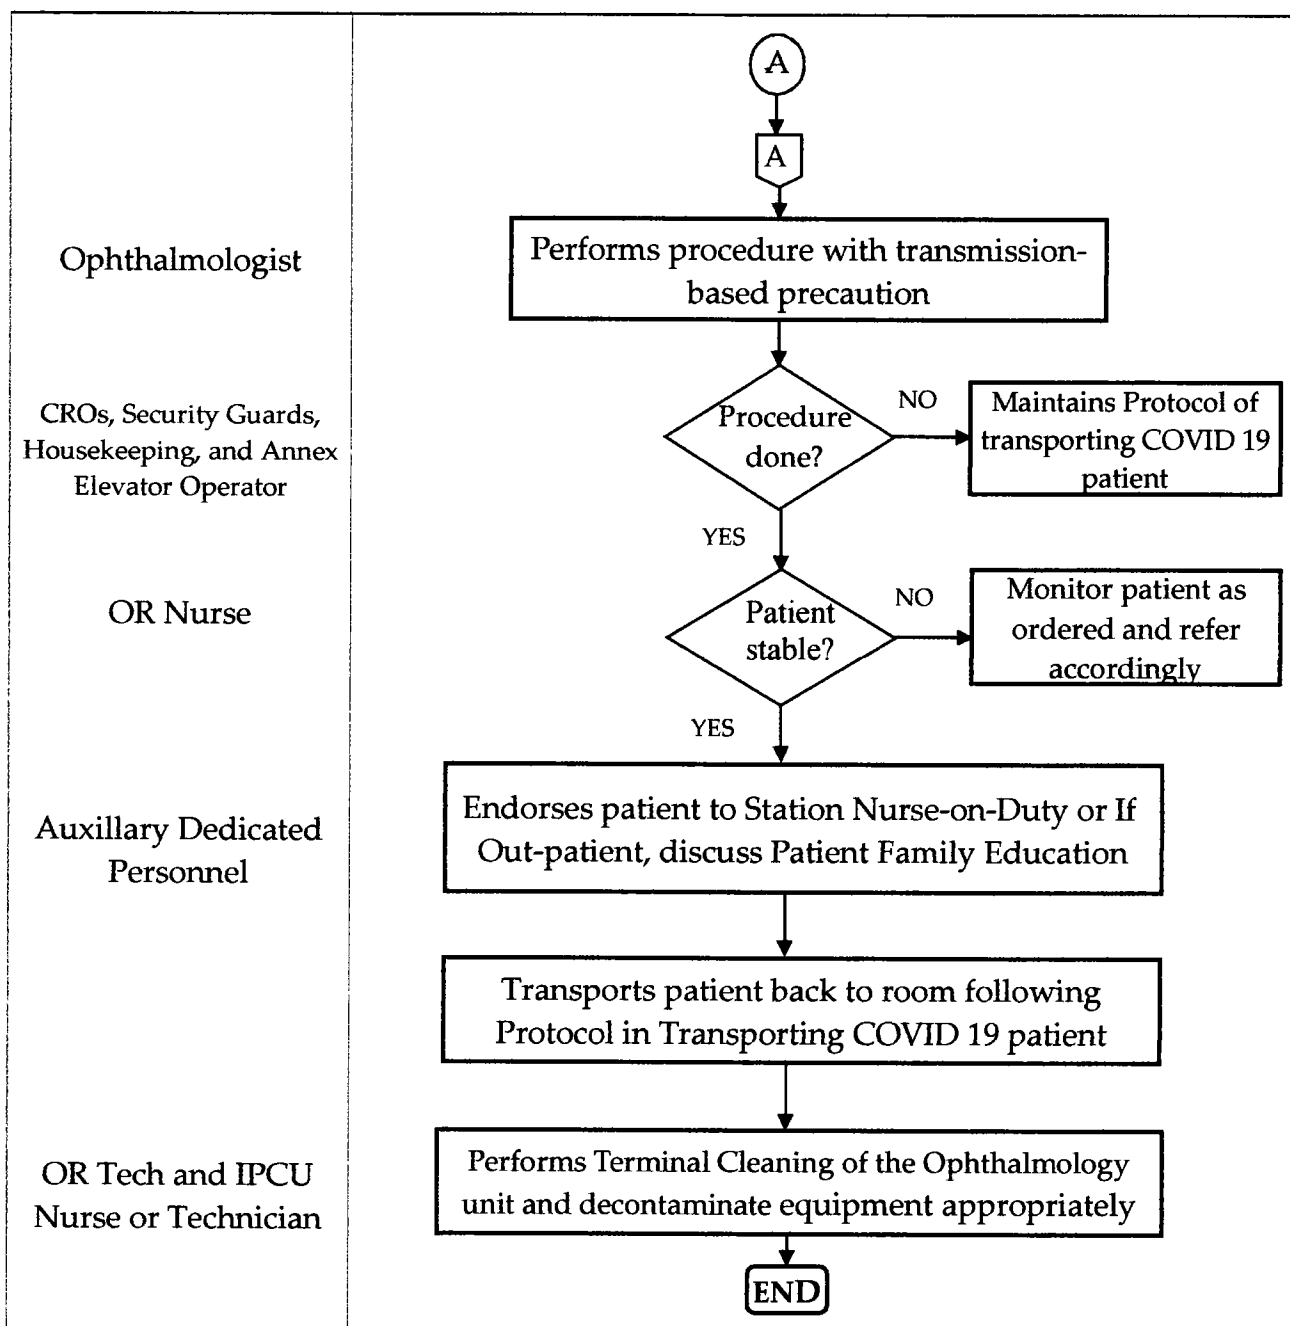 A
A
Ophthalmologist
Performs procedure with transmission-
based precaution
CROs, Security Guards,
Housekeeping, and Annex
Elevator Operator
Procedure
done?
NO
Maintains Protocol of
transporting COVID 19
patient
YES
OR Nurse
Patient
stable?
NO
Monitor patient as
ordered and refer
accordingly
YES
Auxillary Dedicated
Personnel
Endorses patient to Station Nurse-on-Duty or If
Out-patient, discuss Patient Family Education
Transports patient back to room following
Protocol in Transporting COVID 19 patient
OR Tech and IPCU
Nurse or Technician
Performs Terminal Cleaning of the Ophthalmology
unit and decontaminate equipment appropriately
END